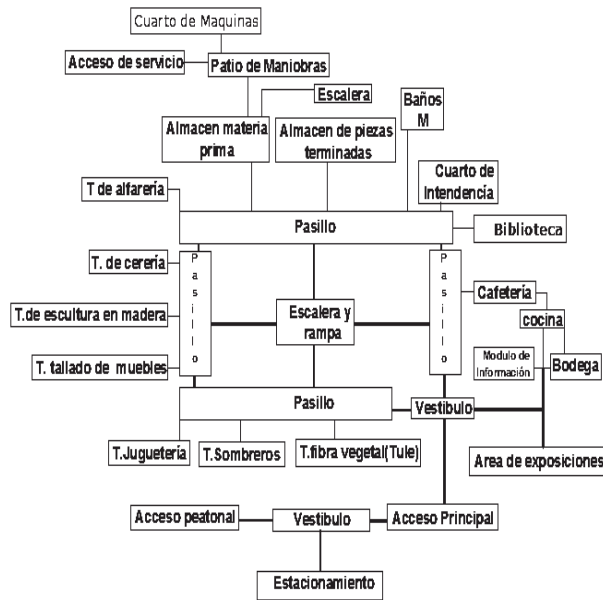 Cuarto de Maquinas
Acceso de servicio
Patio de Maniobras
Escalera
Baños
M
Almacen materia
prima
Almacen de piezas
terminadas
Cuarto de
Intendencía
T de alfarería
Pasillo
Biblioteca
T. de cerería
Pasillo
Pasillo
Cafetería
T.de escultura en madera
Escalera y
rampa
cocina
T. tallado de muebles
Modulo de
Información
Bodega
Pasillo
Vestibulo
T.Juguetería
T.Sombreros
T.fibra vegetal(Tule)
Area de exposiciones
Acceso peatonal
Vestibulo
Acceso Principal
Estacionamiento